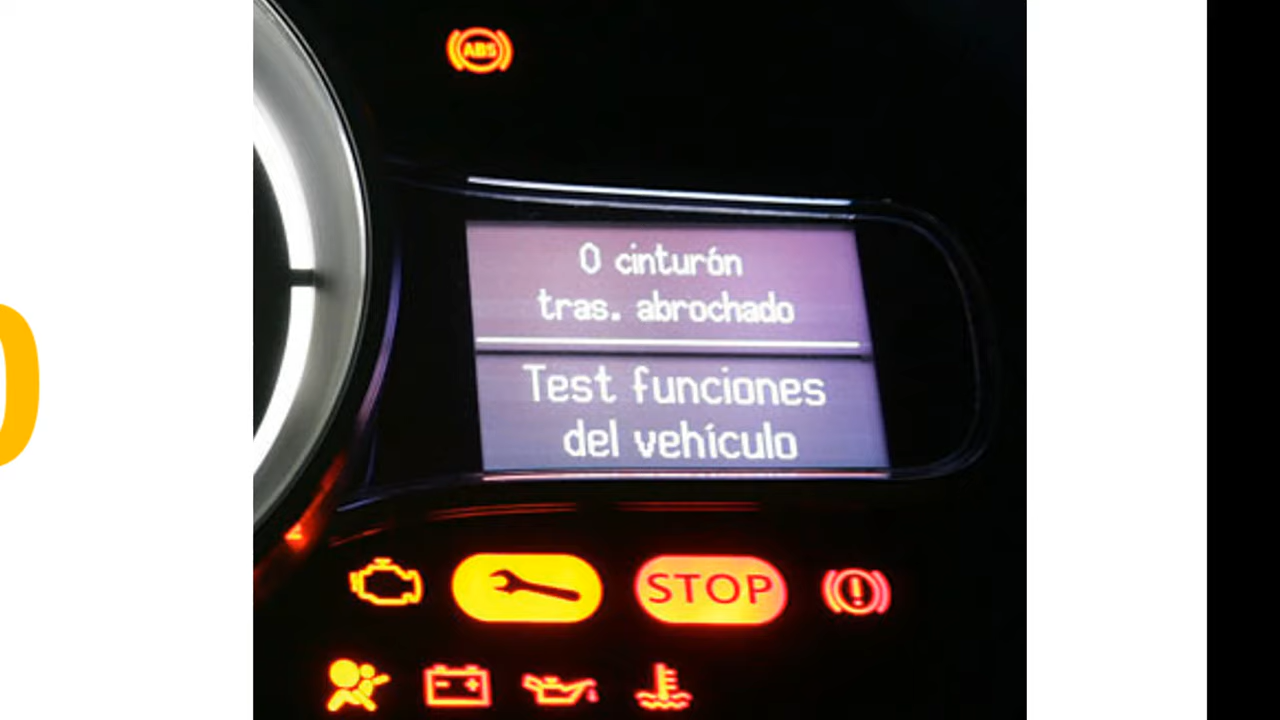 ABS
0 cinturón
tras. abrochado
Test funciones
del vehículo
STOP